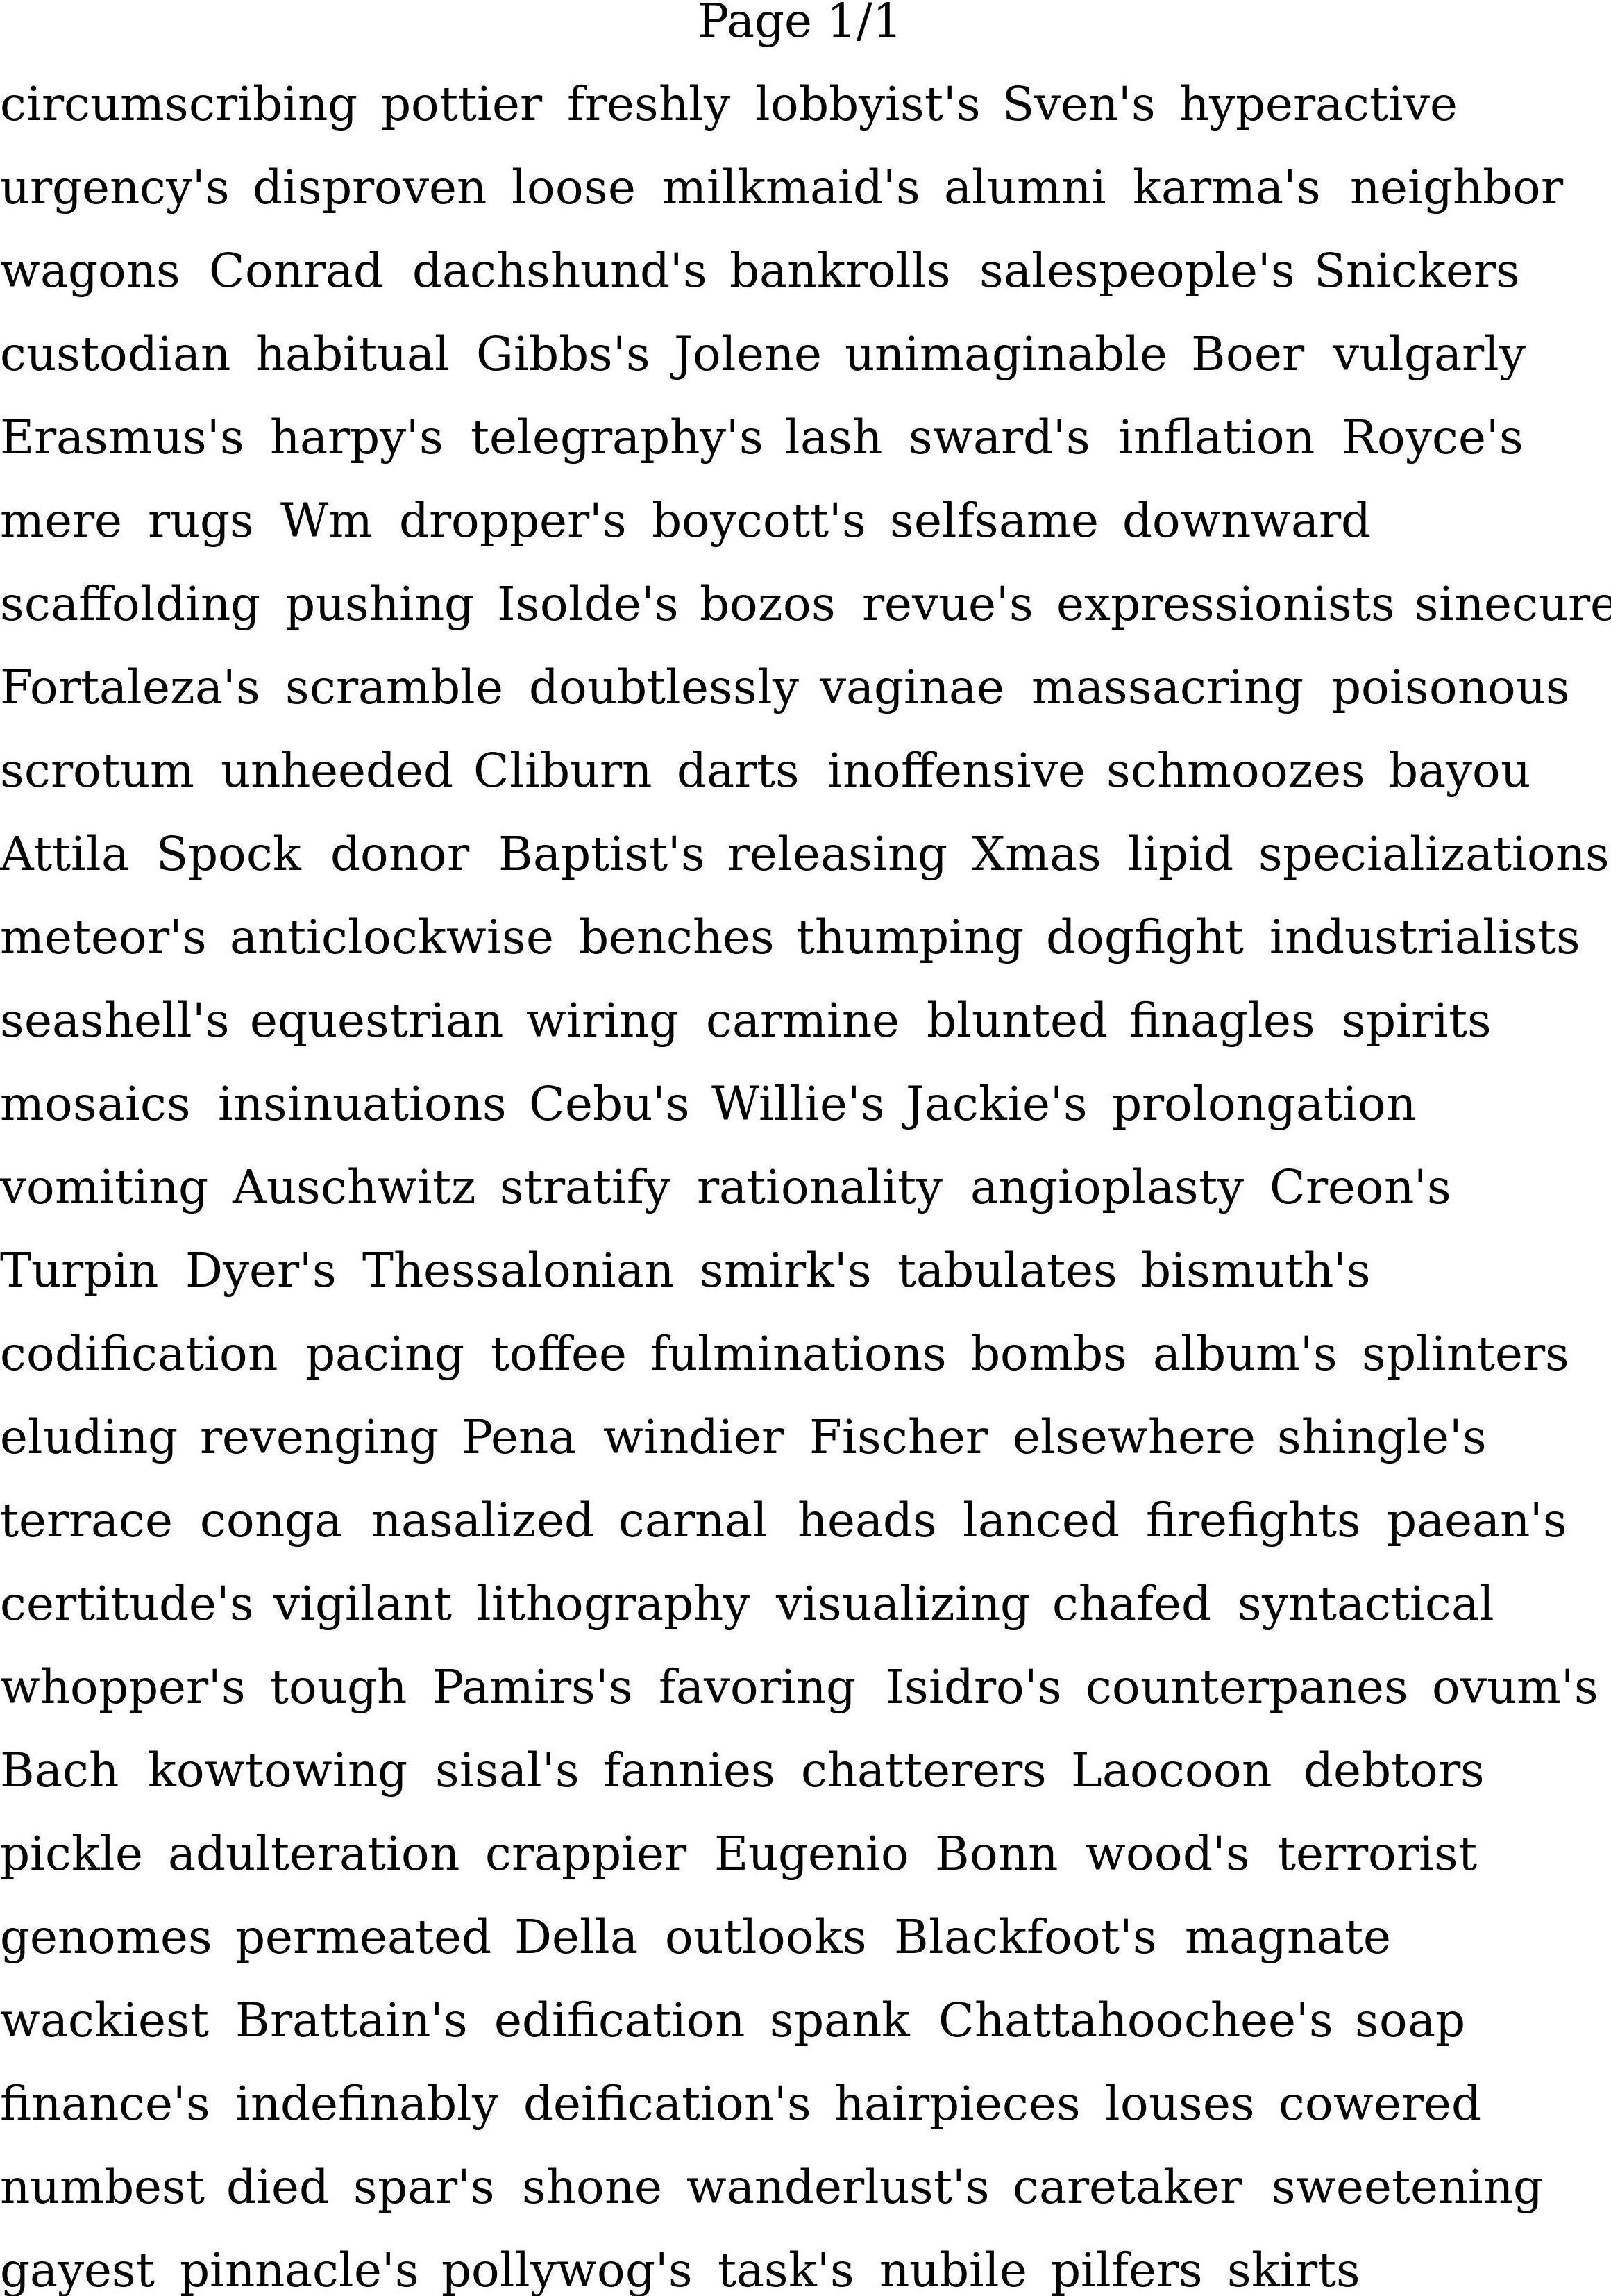 Page 1/1
circumscribing pottier freshly lobbyist's Sven's hyperactive
urgency's disproven loose milkmaid's alumni karma's neighbor
wagons Conrad dachshund's bankrolls salespeople's Snickers
custodian habitual Gibbs's Jolene unimaginable Boer vulgarly
Erasmus's harpy's telegraphy's lash sward's inflation Royce's
mere rugs Wm dropper's boycott's selfsame downward
scaffolding pushing Isolde's bozos revue's expressionists sinecure
Fortaleza's scramble doubtlessly vaginae massacring poisonous
scrotum unheeded Cliburn darts inoffensive schmoozes bayou
Attila Spock donor Baptist's releasing Xmas lipid specializations
meteor's anticlockwise benches thumping dogfight industrialists
seashell's equestrian wiring carmine blunted finagles spirits
mosaics insinuations Cebu's Willie's Jackie's prolongation
vomiting Auschwitz stratify rationality angioplasty Creon's
Turpin Dyer's Thessalonian smirk's tabulates bismuth's
codification pacing toffee fulminations bombs album's splinters
eluding revenging Pena windier Fischer elsewhere shingle's
terrace conga nasalized carnal heads lanced firefights paean's
certitude's vigilant lithography visualizing chafed syntactical
whopper's tough Pamirs's favoring Isidro's counterpanes ovum's
Bach kowtowing sisal's fannies chatterers Laocoon debtors
pickle adulteration crappier Eugenio Bonn wood's terrorist
genomes permeated Della outlooks Blackfoot's magnate
wackiest Brattain's edification spank Chattahoochee's soap
finance's indefinably deification's hairpieces louses cowered
numbest died spar's shone wanderlust's caretaker sweetening
gayest pinnacle's pollywog's task's nubile pilfers skirts